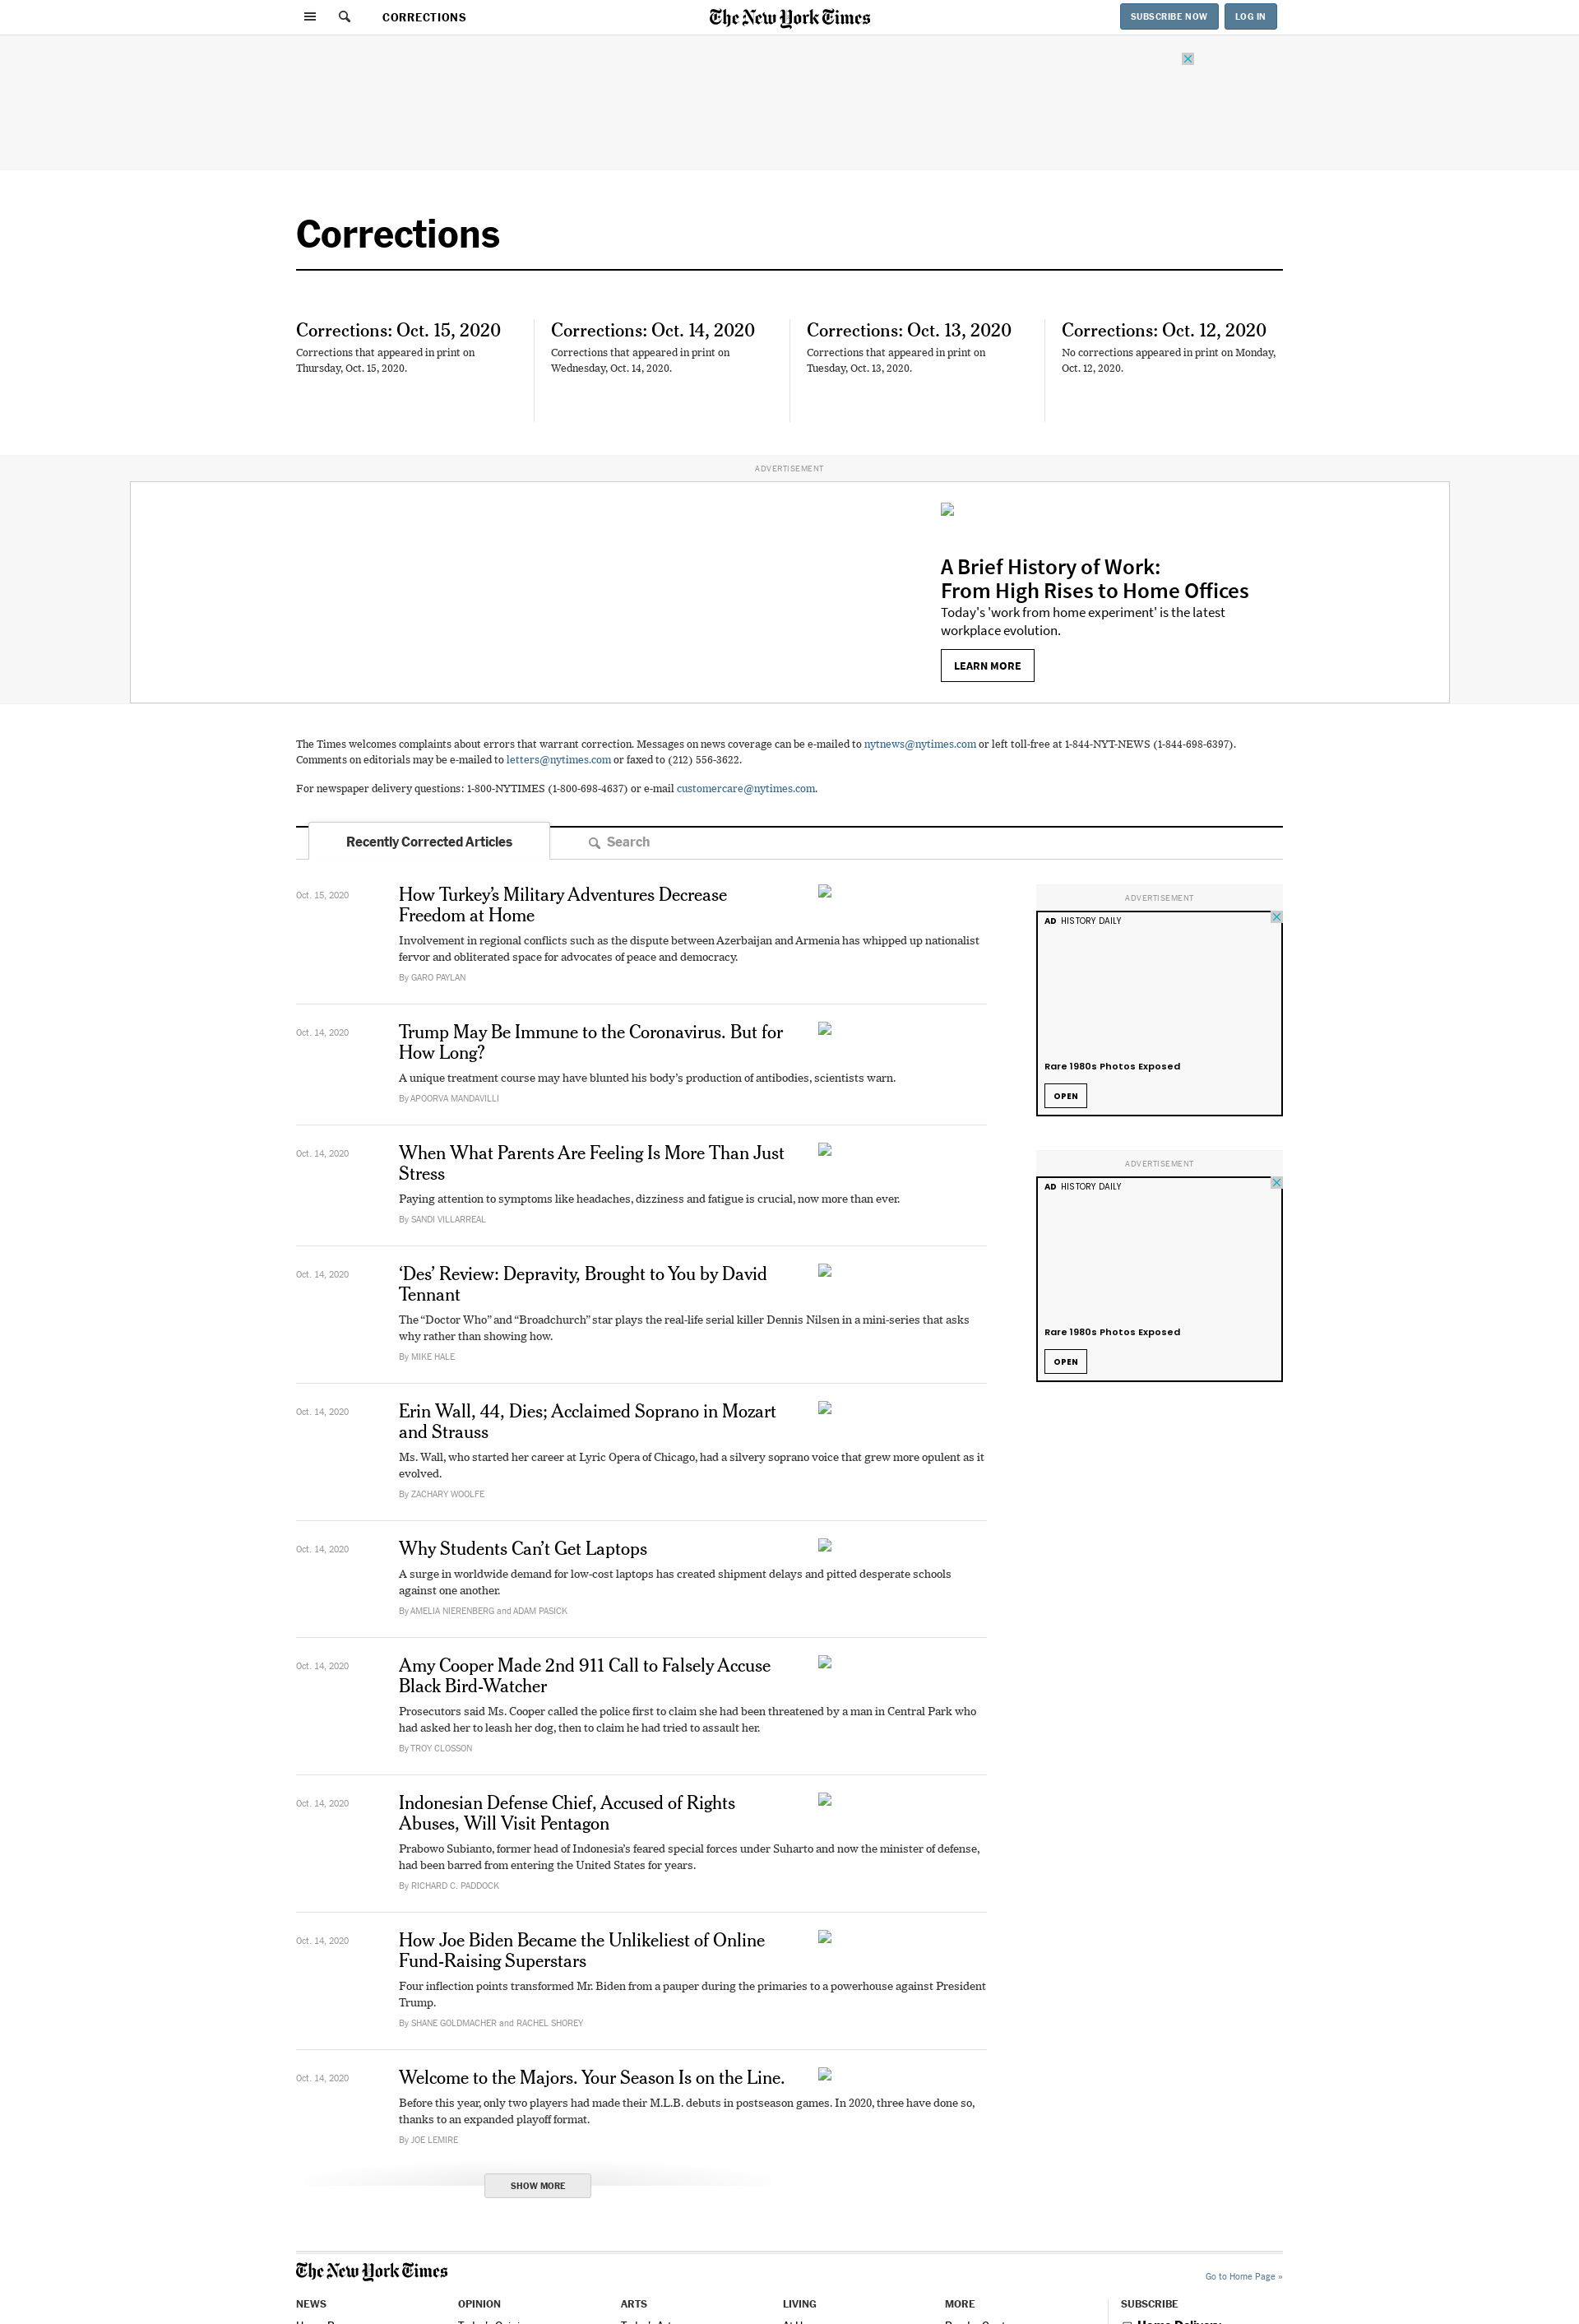 CORRECTIONS
The New York Times
SUBSCRIBE NOW
LOG IN
Corrections
Corrections: Oct. 15, 2020
Corrections that appeared in print on
Thursday, Oct. 15, 2020.
Corrections: Oct. 14, 2020
Corrections that appeared in print on
Wednesday, Oct. 14, 2020.
Corrections: Oct. 13, 2020
Corrections that appeared in print on
Tuesday, Oct. 13, 2020.
Corrections: Oct. 12, 2020
No corrections appeared in print on Monday,
Oct. 12, 2020.
ADVERTISEMENT
A Brief History of Work:
From High Rises to Home Offices
Today's 'work from home experiment' is the latest
workplace evolution.
LEARN MORE
The Times welcomes complaints about errors that warrant correction. Messages on news coverage can be e-mailed to nytnews@nytimes.com or left toll-free at 1-844-NYT-NEWS (1-844-698-6397).
Comments on editorials may be e-mailed to letters@nytimes.com or faxed to (212) 556-3622.
For newspaper delivery questions: 1-800-NYTIMES (1-800-698-4637) or e-mail customercare@nytimes.com.
Recently Corrected Articles
Search
Oct. 15, 2020
How Turkey’s Military Adventures Decrease
Freedom at Home
Involvement in regional conflicts such as the dispute between Azerbaijan and Armenia has whipped up nationalist
fervor and obliterated space for advocates of peace and democracy.
By GARO PAYLAN
Oct. 14, 2020
Trump May Be Immune to the Coronavirus. But for
How Long?
A unique treatment course may have blunted his body’s production of antibodies, scientists warn.
By APOORVA MANDAVILLI
Oct. 14, 2020
When What Parents Are Feeling Is More Than Just
Stress
Paying attention to symptoms like headaches, dizziness and fatigue is crucial, now more than ever.
By SANDI VILLARREAL
Oct. 14, 2020
‘Des’ Review: Depravity, Brought to You by David
Tennant
The “Doctor Who” and “Broadchurch” star plays the real-life serial killer Dennis Nilsen in a mini-series that asks
why rather than showing how.
By MIKE HALE
Oct. 14, 2020
Erin Wall, 44, Dies; Acclaimed Soprano in Mozart
and Strauss
Ms. Wall, who started her career at Lyric Opera of Chicago, had a silvery soprano voice that grew more opulent as it
evolved.
By ZACHARY WOOLFE
Oct. 14, 2020
Why Students Can’t Get Laptops
A surge in worldwide demand for low-cost laptops has created shipment delays and pitted desperate schools
against one another.
By AMELIA NIERENBERG and ADAM PASICK
Oct. 14, 2020
Amy Cooper Made 2nd 911 Call to Falsely Accuse
Black Bird-Watcher
Prosecutors said Ms. Cooper called the police first to claim she had been threatened by a man in Central Park who
had asked her to leash her dog, then to claim he had tried to assault her.
By TROY CLOSSON
Oct. 14, 2020
Indonesian Defense Chief, Accused of Rights
Abuses, Will Visit Pentagon
Prabowo Subianto, former head of Indonesia’s feared special forces under Suharto and now the minister of defense,
had been barred from entering the United States for years.
By RICHARD C. PADDOCK
Oct. 14, 2020
How Joe Biden Became the Unlikeliest of Online
Fund-Raising Superstars
Four inflection points transformed Mr. Biden from a pauper during the primaries to a powerhouse against President
Trump.
By SHANE GOLDMACHER and RACHEL SHOREY
Oct. 14, 2020
Welcome to the Majors. Your Season Is on the Line.
Before this year, only two players had made their M.L.B. debuts in postseason games. In 2020, three have done so,
thanks to an expanded playoff format.
By JOE LEMIRE
SHOW MORE
ADVERTISEMENT
AD HISTORY DAILY
Rare 1980s Photos Exposed
OPEN
ADVERTISEMENT
AD HISTORY DAILY
Rare 1980s Photos Exposed
OPEN
The New York Times
Go to Home Page »
NEWS
OPINION
ARTS
LIVING
MORE
SUBSCRIBE
Home Delivery